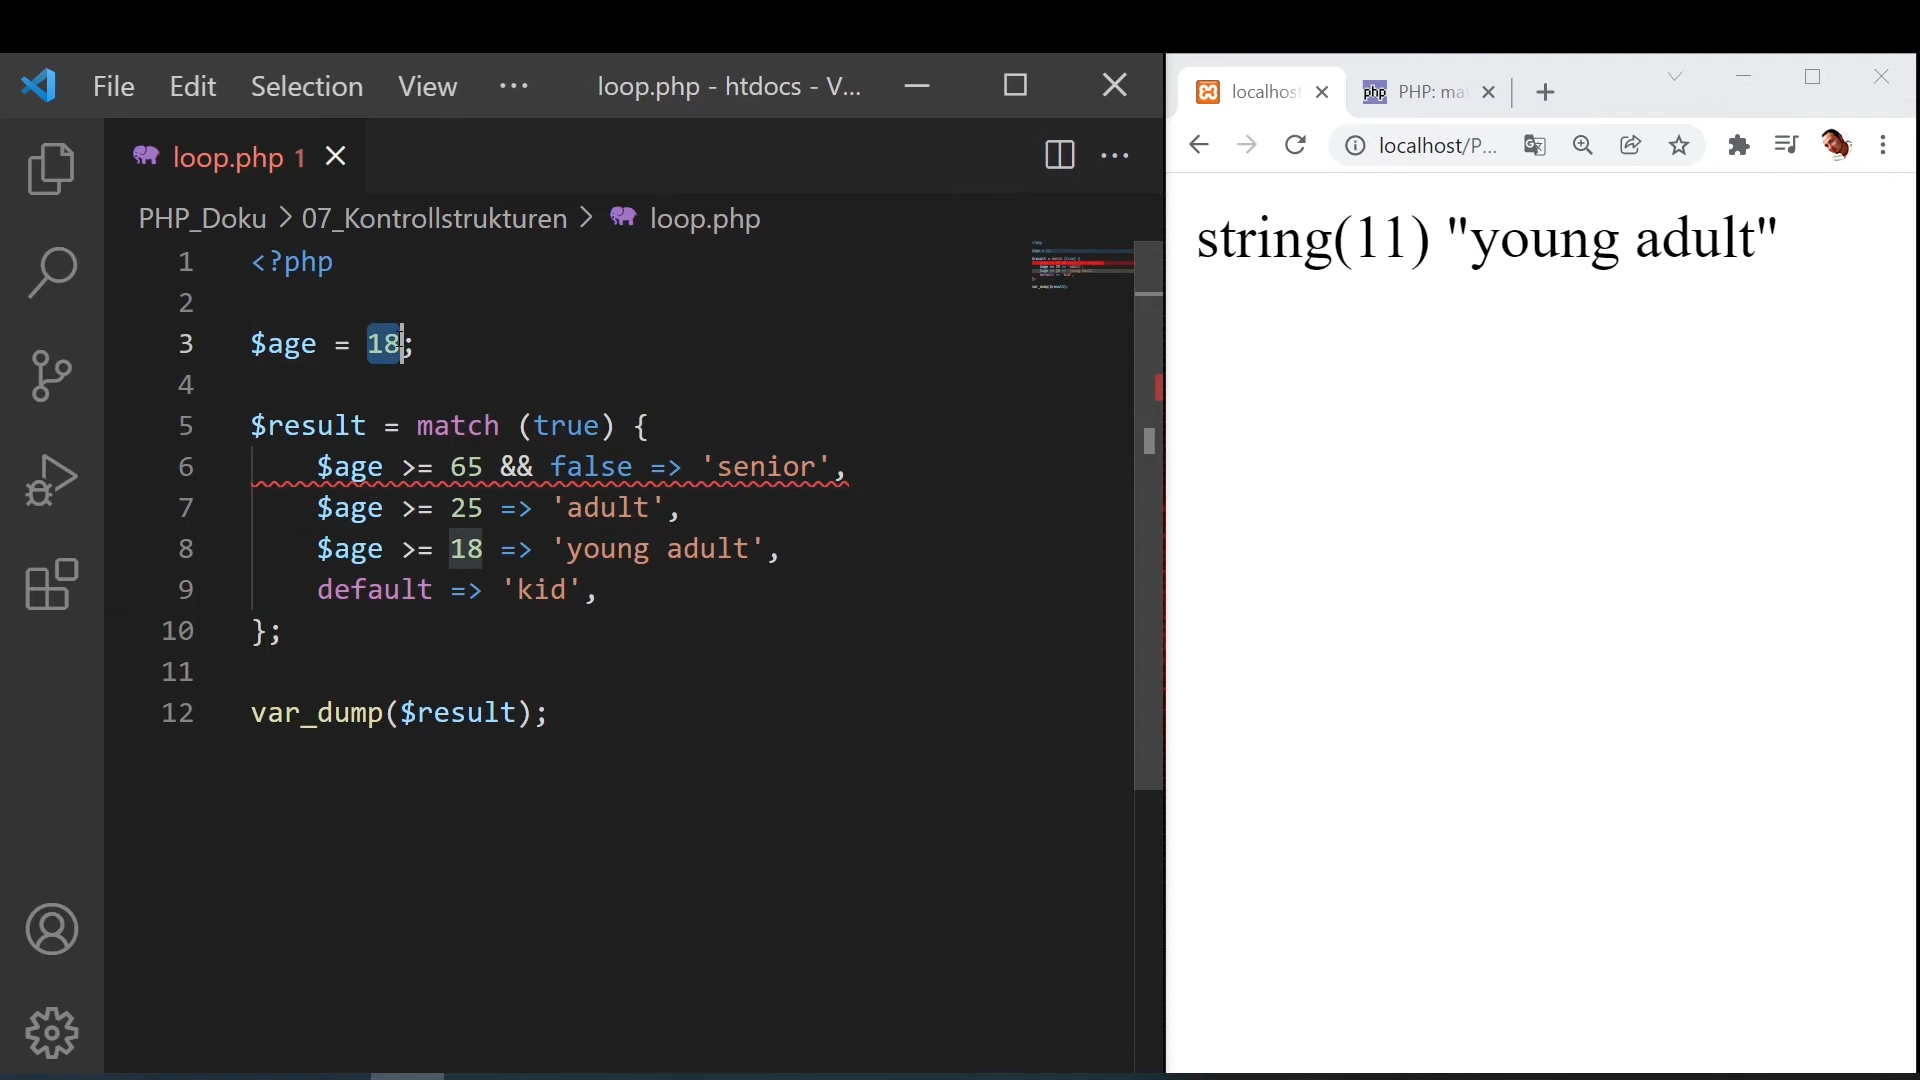 File Edit Selection View ··· loop.php - htdocs - V...
loop.php 1
PHP_Doku > 07_Kontrollstrukturen > loop.php
1 <?php
2
3 $age = 18;
4
5 $result = match (true) {
6 $age >= 65 && false => 'senior',
7 $age >= 25 => 'adult',
8 $age >= 18 => 'young adult',
9 default => 'kid',
10 };
11
12 var_dump($result);
localhos
php PHP: ma
localhost/P...
string(11) "young adult"